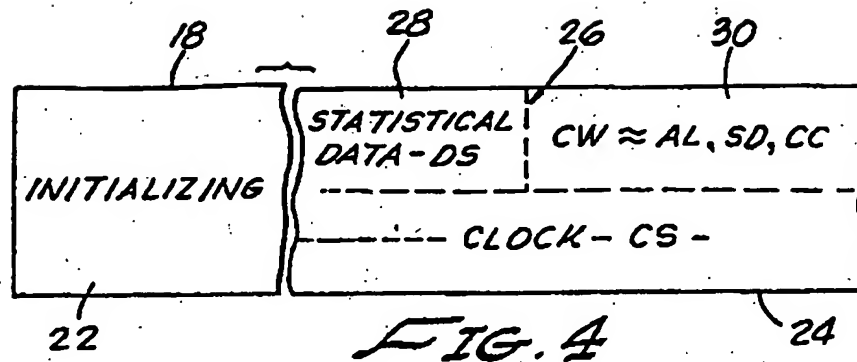 18
28
26
30
STATISTICAL
DATA-DS
CW ≈ AL, SD, CC
INITIALIZING
CLOCK - CS -
22
24
FIG. 4